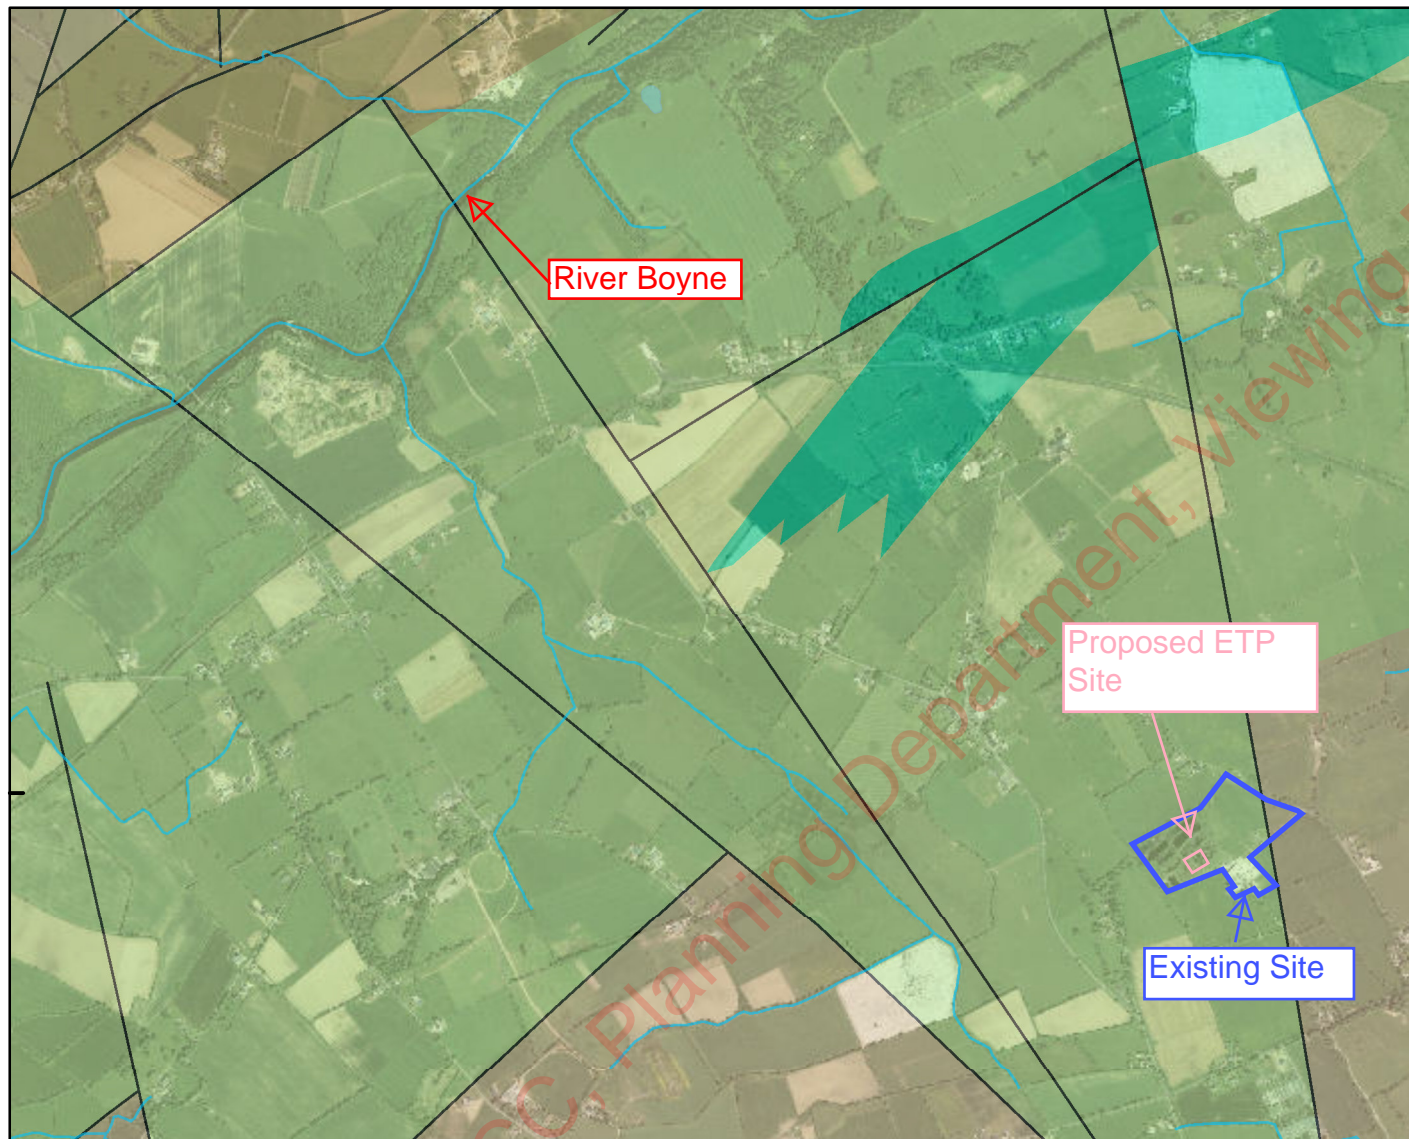 River Boyne
Proposed ETP
Site
Existing Site
CC, Planning Department, Viewing